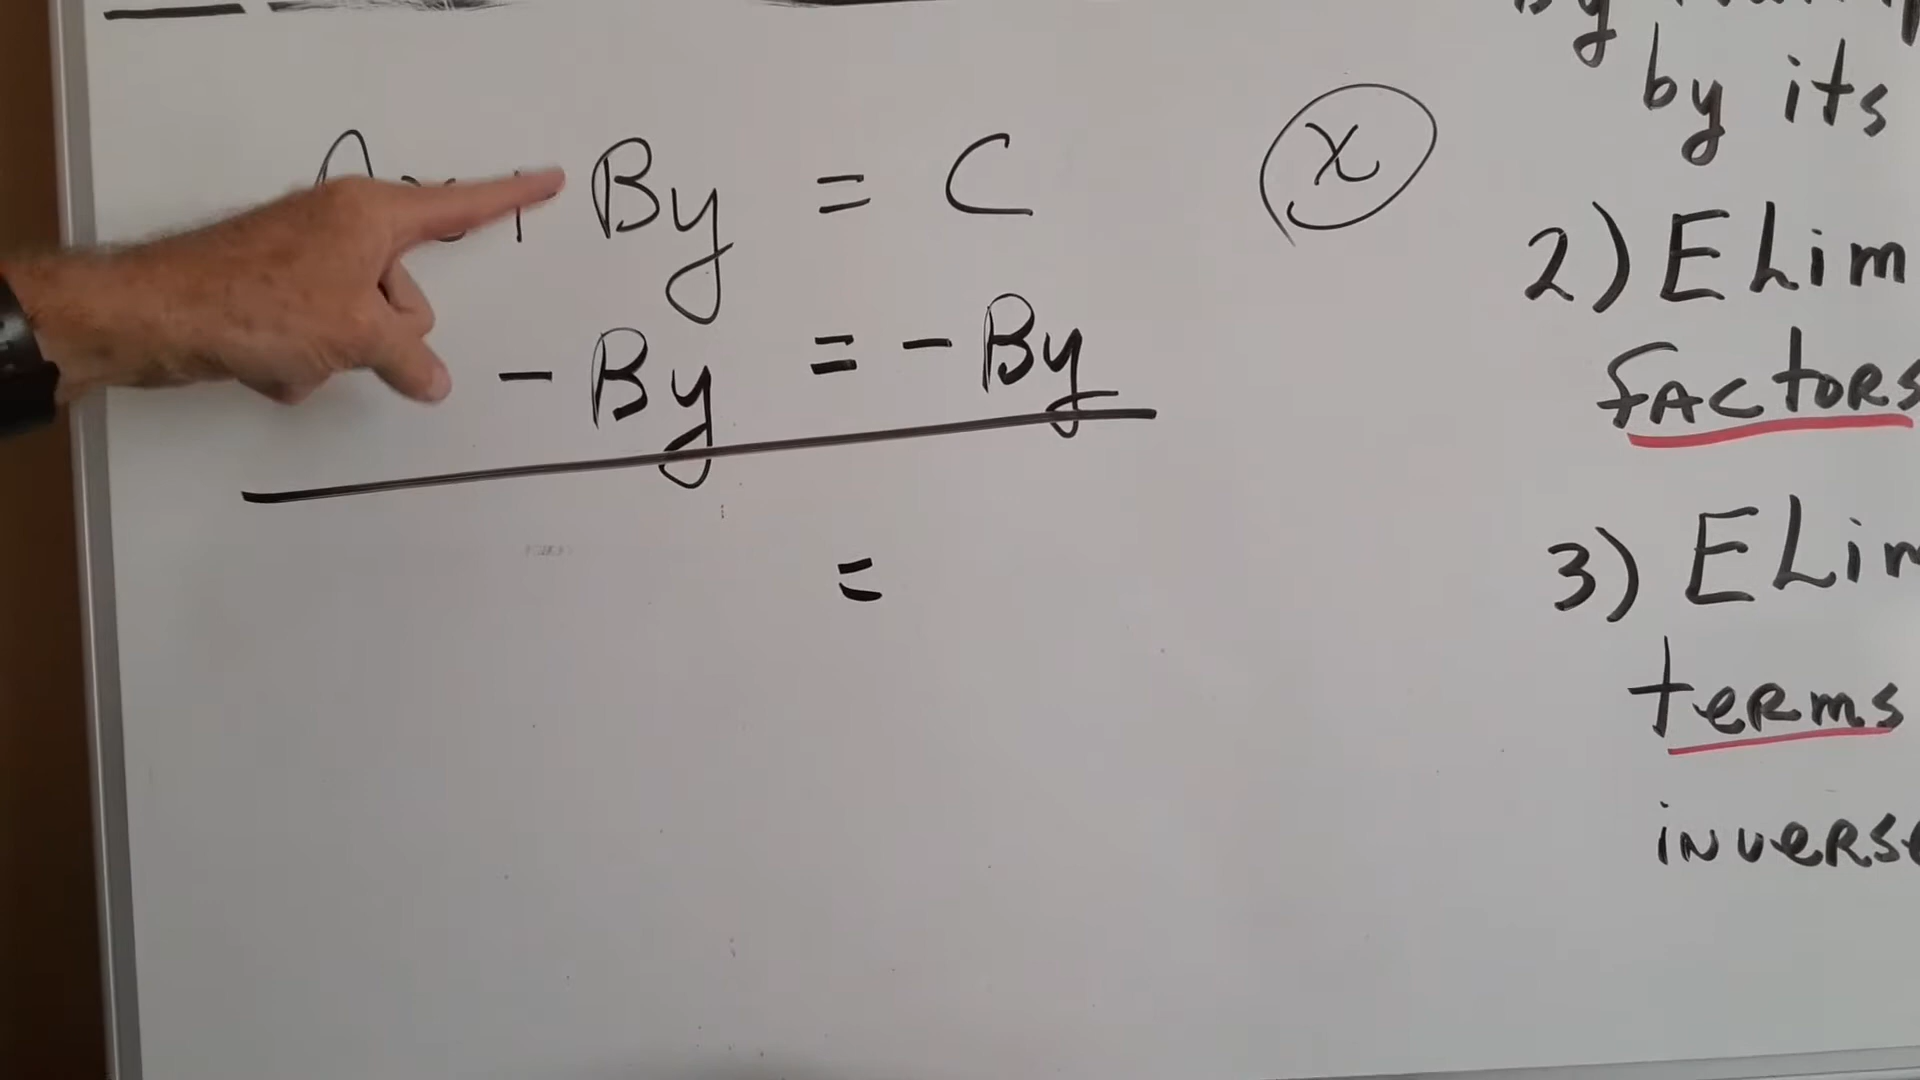 + By = C
x
- By = - By
=
by its
2) ELim
FACTORS
3) ELim
terms
inverse